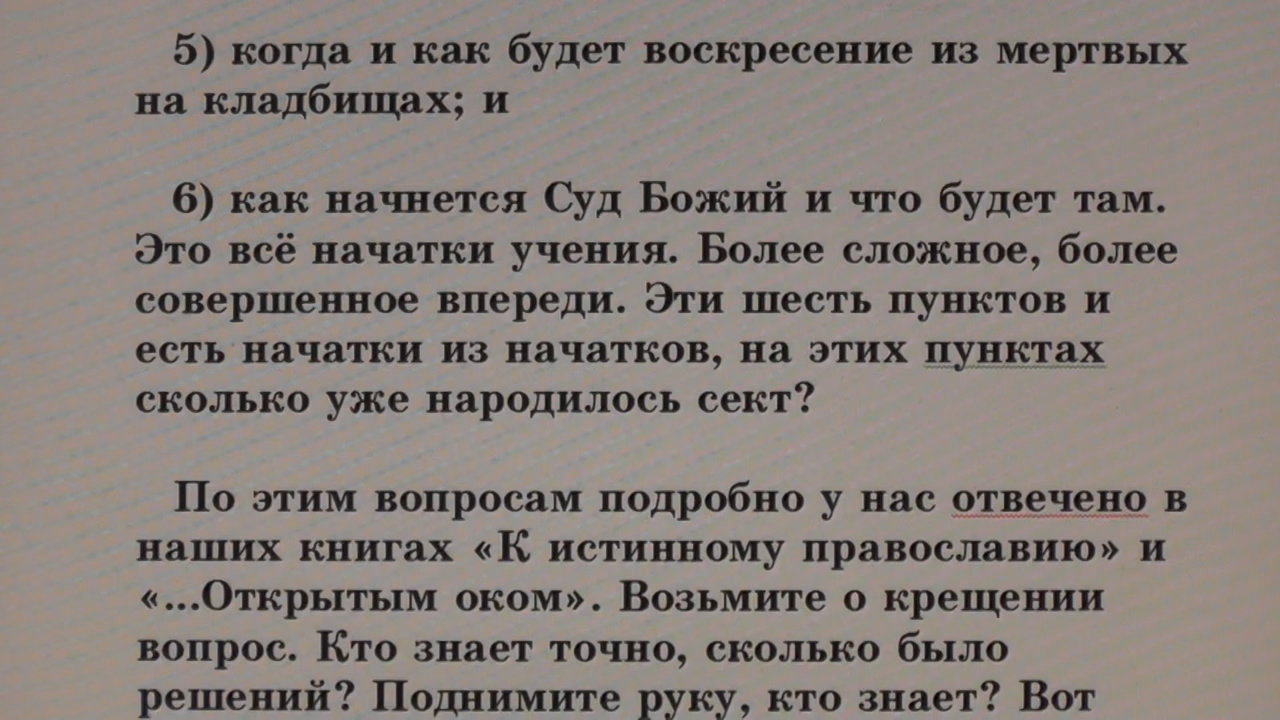 5) когда и как будет воскресение из мертвых
на кладбищах; и
6) как начнется Суд Божий и что будет там.
Это всё начатки учения. Более сложное, более
совершенное впереди. Эти шесть пунктов и
есть начатки из начатков, на этих пунктах
сколько уже народилось сект?
По этим вопросам подробно у нас отвечено в
наших книгах «К истинному православию» и
«...Открытым оком». Возьмите о крещении
вопрос. Кто знает точно, сколько было
решений? Поднимите руку, кто знает? Вот